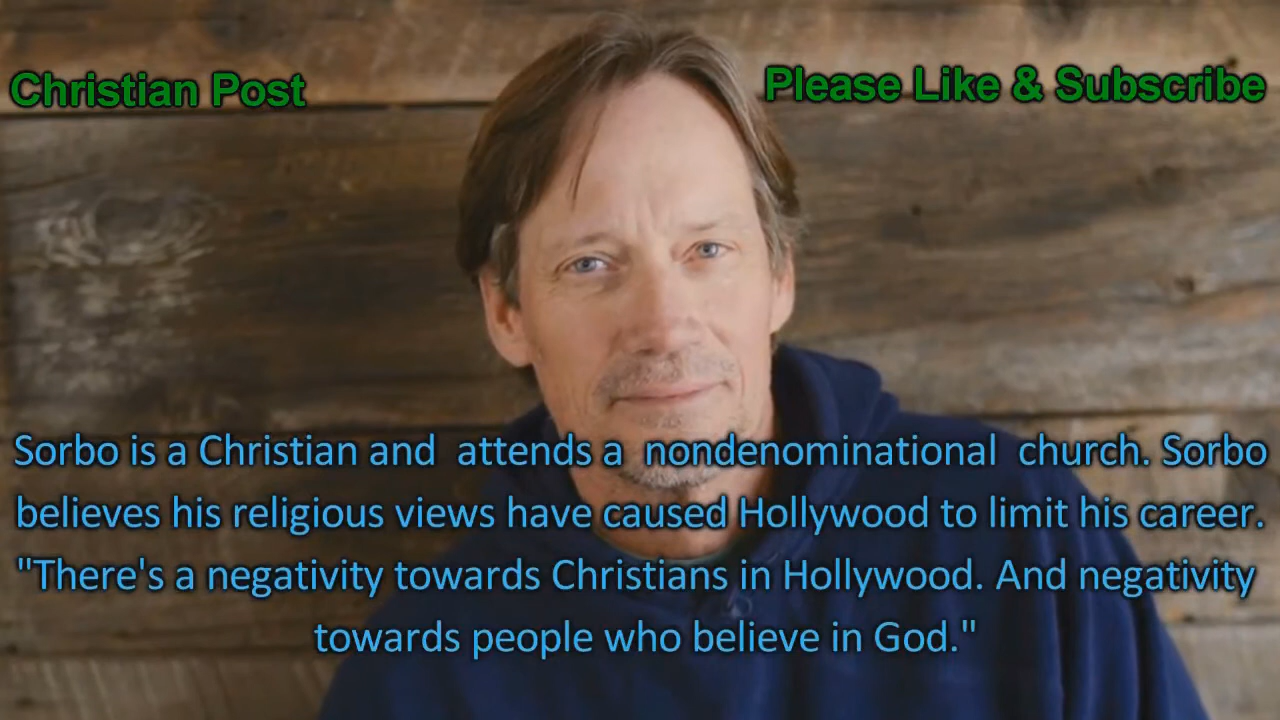 Christian Post
Please Like & Subscribe
Sorbo is a Christian and attends a nondenominational church. Sorbo
believes his religious views have caused Hollywood to limit his career.
"There's a negativity towards Christians in Hollywood. And negativity
towards people who believe in God."